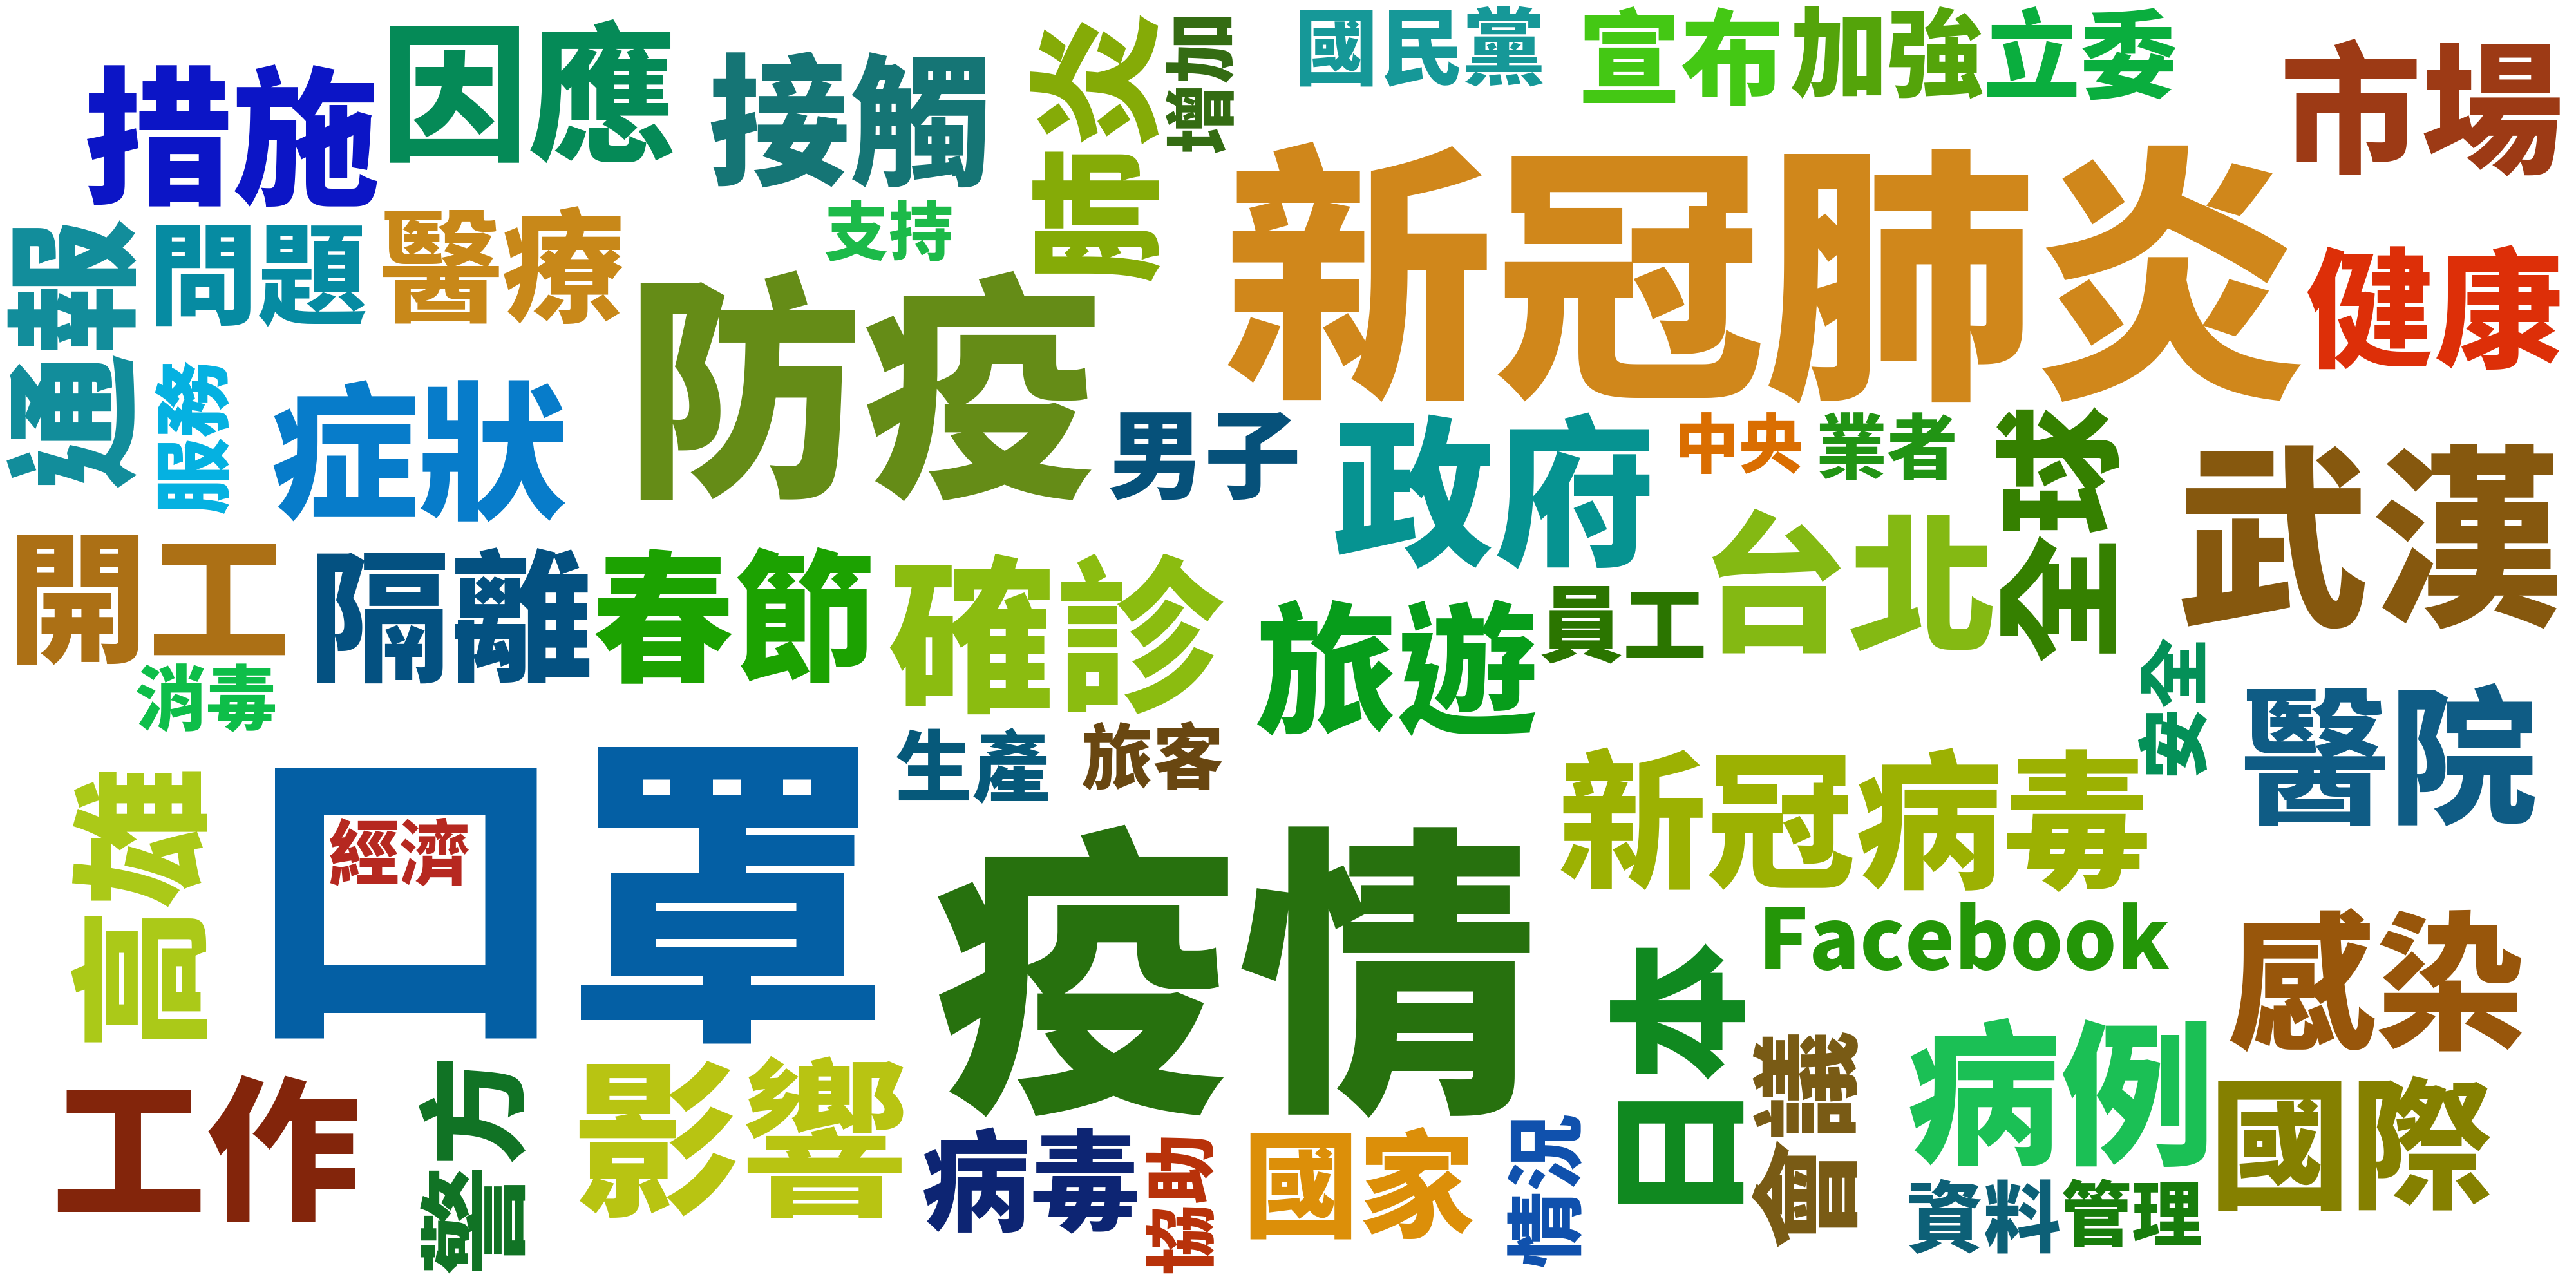 措施
因應
接觸
肺炎
增加
國民黨
宣布
加強
立委
市場
通報
問題
醫療
支持
新冠肺炎
健康
服務
症狀
防疫
男子
政府
中央
業者
全球
武漢
開工
隔離
春節
確診
旅遊
員工
台北
安全
醫院
消毒
生產
旅客
新冠病毒
高雄
口罩
經濟
疫情
Facebook
日本
感染
工作
警方
影響
病毒
協助
國家
情況
會議
病例
國際
資料
管理